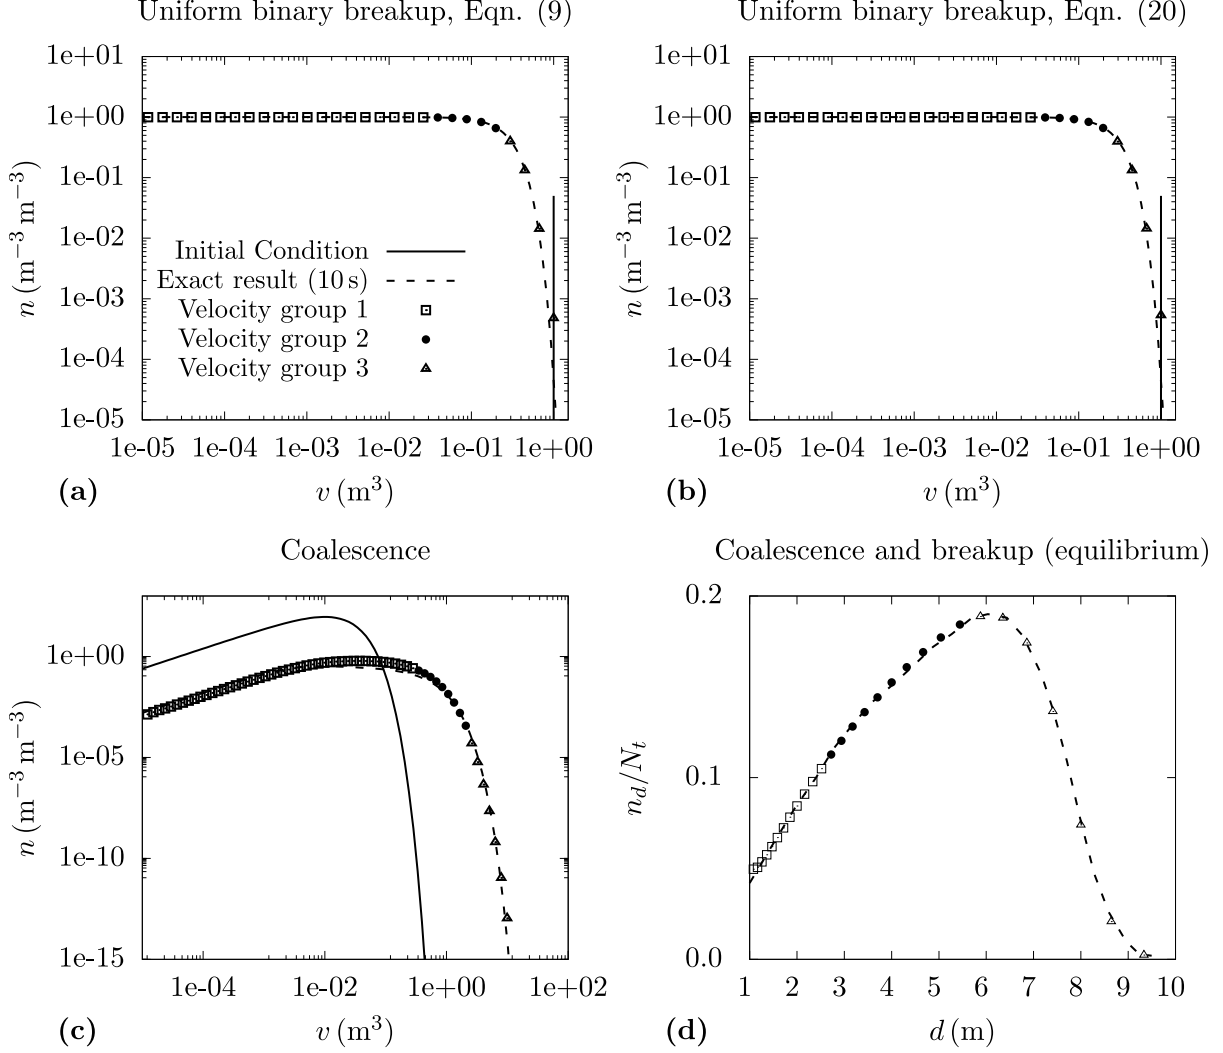 Uniform binary breakup, Eqn. (9)
1e+01
1e+00
1e-01
1e-02
1e-03
1e-04
1e-05
n (m⁻³ m⁻³)
Initial Condition
Exact result (10 s)
Velocity group 1
Velocity group 2
Velocity group 3
1e-05 1e-04 1e-03 1e-02 1e-01 1e+00
v (m³)
(a)
Uniform binary breakup, Eqn. (20)
1e+01
1e+00
1e-01
1e-02
1e-03
1e-04
1e-05
n (m⁻³ m⁻³)
1e-05 1e-04 1e-03 1e-02 1e-01 1e+00
v (m³)
(b)
Coalescence
1e+00
1e-05
1e-10
1e-15
n (m⁻³ m⁻³)
1e-04 1e-02 1e+00 1e+02
v (m³)
(c)
Coalescence and breakup (equilibrium)
0.2
0.1
0.0
n_d/N_t
1 2 3 4 5 6 7 8 9 10
d (m)
(d)